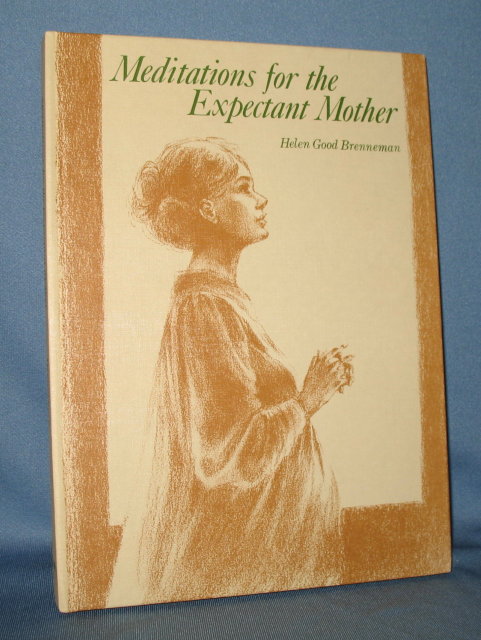 Meditations for the
Expectant Mother
Helen Good Brenneman